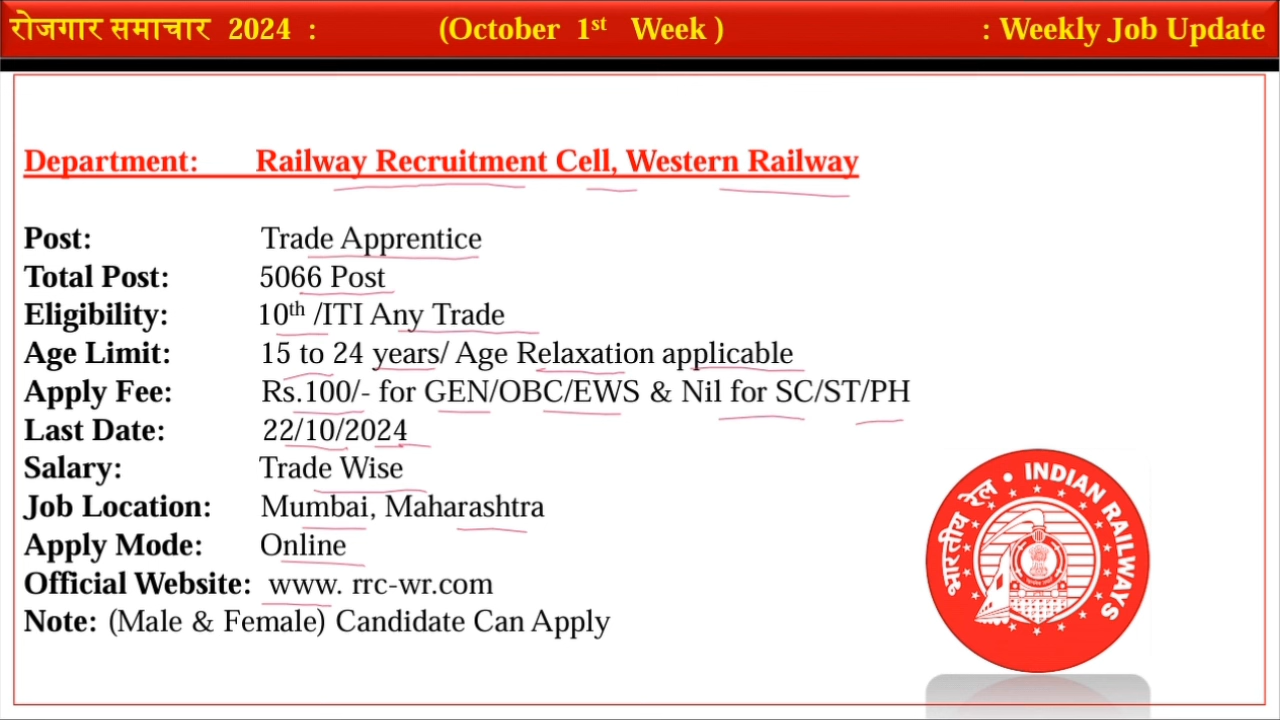 रोजगार समाचार 2024 : (October 1st Week ) : Weekly Job Update
Department: Railway Recruitment Cell, Western Railway
Post: Trade Apprentice
Total Post: 5066 Post
Eligibility: 10th /ITI Any Trade
Age Limit: 15 to 24 years/ Age Relaxation applicable
Apply Fee: Rs.100/- for GEN/OBC/EWS & Nil for SC/ST/PH
Last Date: 22/10/2024
Salary: Trade Wise
Job Location: Mumbai, Maharashtra
Apply Mode: Online
Official Website: www. rrc-wr.com
Note: (Male & Female) Candidate Can Apply
भारतीय रेल • INDIAN RAILWAYS